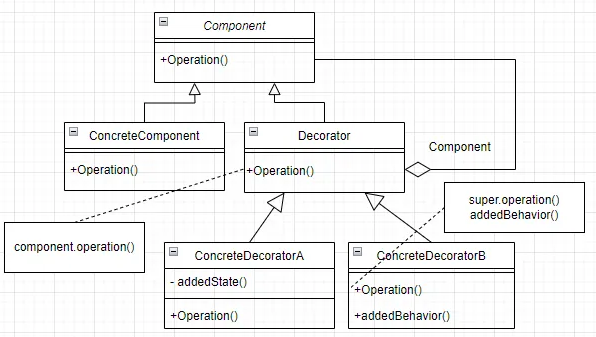 Component
+Operation()
ConcreteComponent
+Operation()
Decorator
+Operation()
Component
component.operation()
super.operation()
addedBehavior()
ConcreteDecoratorA
- addedState()
+Operation()
ConcreteDecoratorB
+Operation()
+addedBehavior()